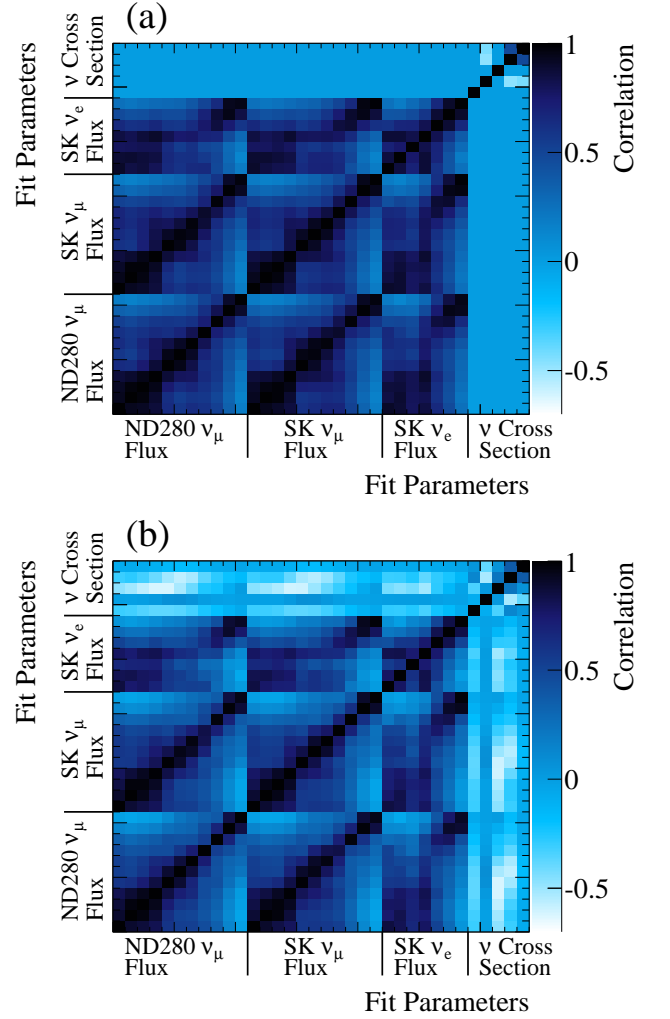 (a)
Fit Parameters
ν Cross
Section
SK νe
Flux
SK νμ
Flux
ND280 νμ
Flux
1
0.5
0
-0.5
Correlation
ND280 νμ
Flux
SK νμ
Flux
SK νe
Flux
ν Cross
Section
Fit Parameters
(b)
Fit Parameters
ν Cross
Section
SK νe
Flux
SK νμ
Flux
ND280 νμ
Flux
1
0.5
0
-0.5
Correlation
ND280 νμ
Flux
SK νμ
Flux
SK νe
Flux
ν Cross
Section
Fit Parameters